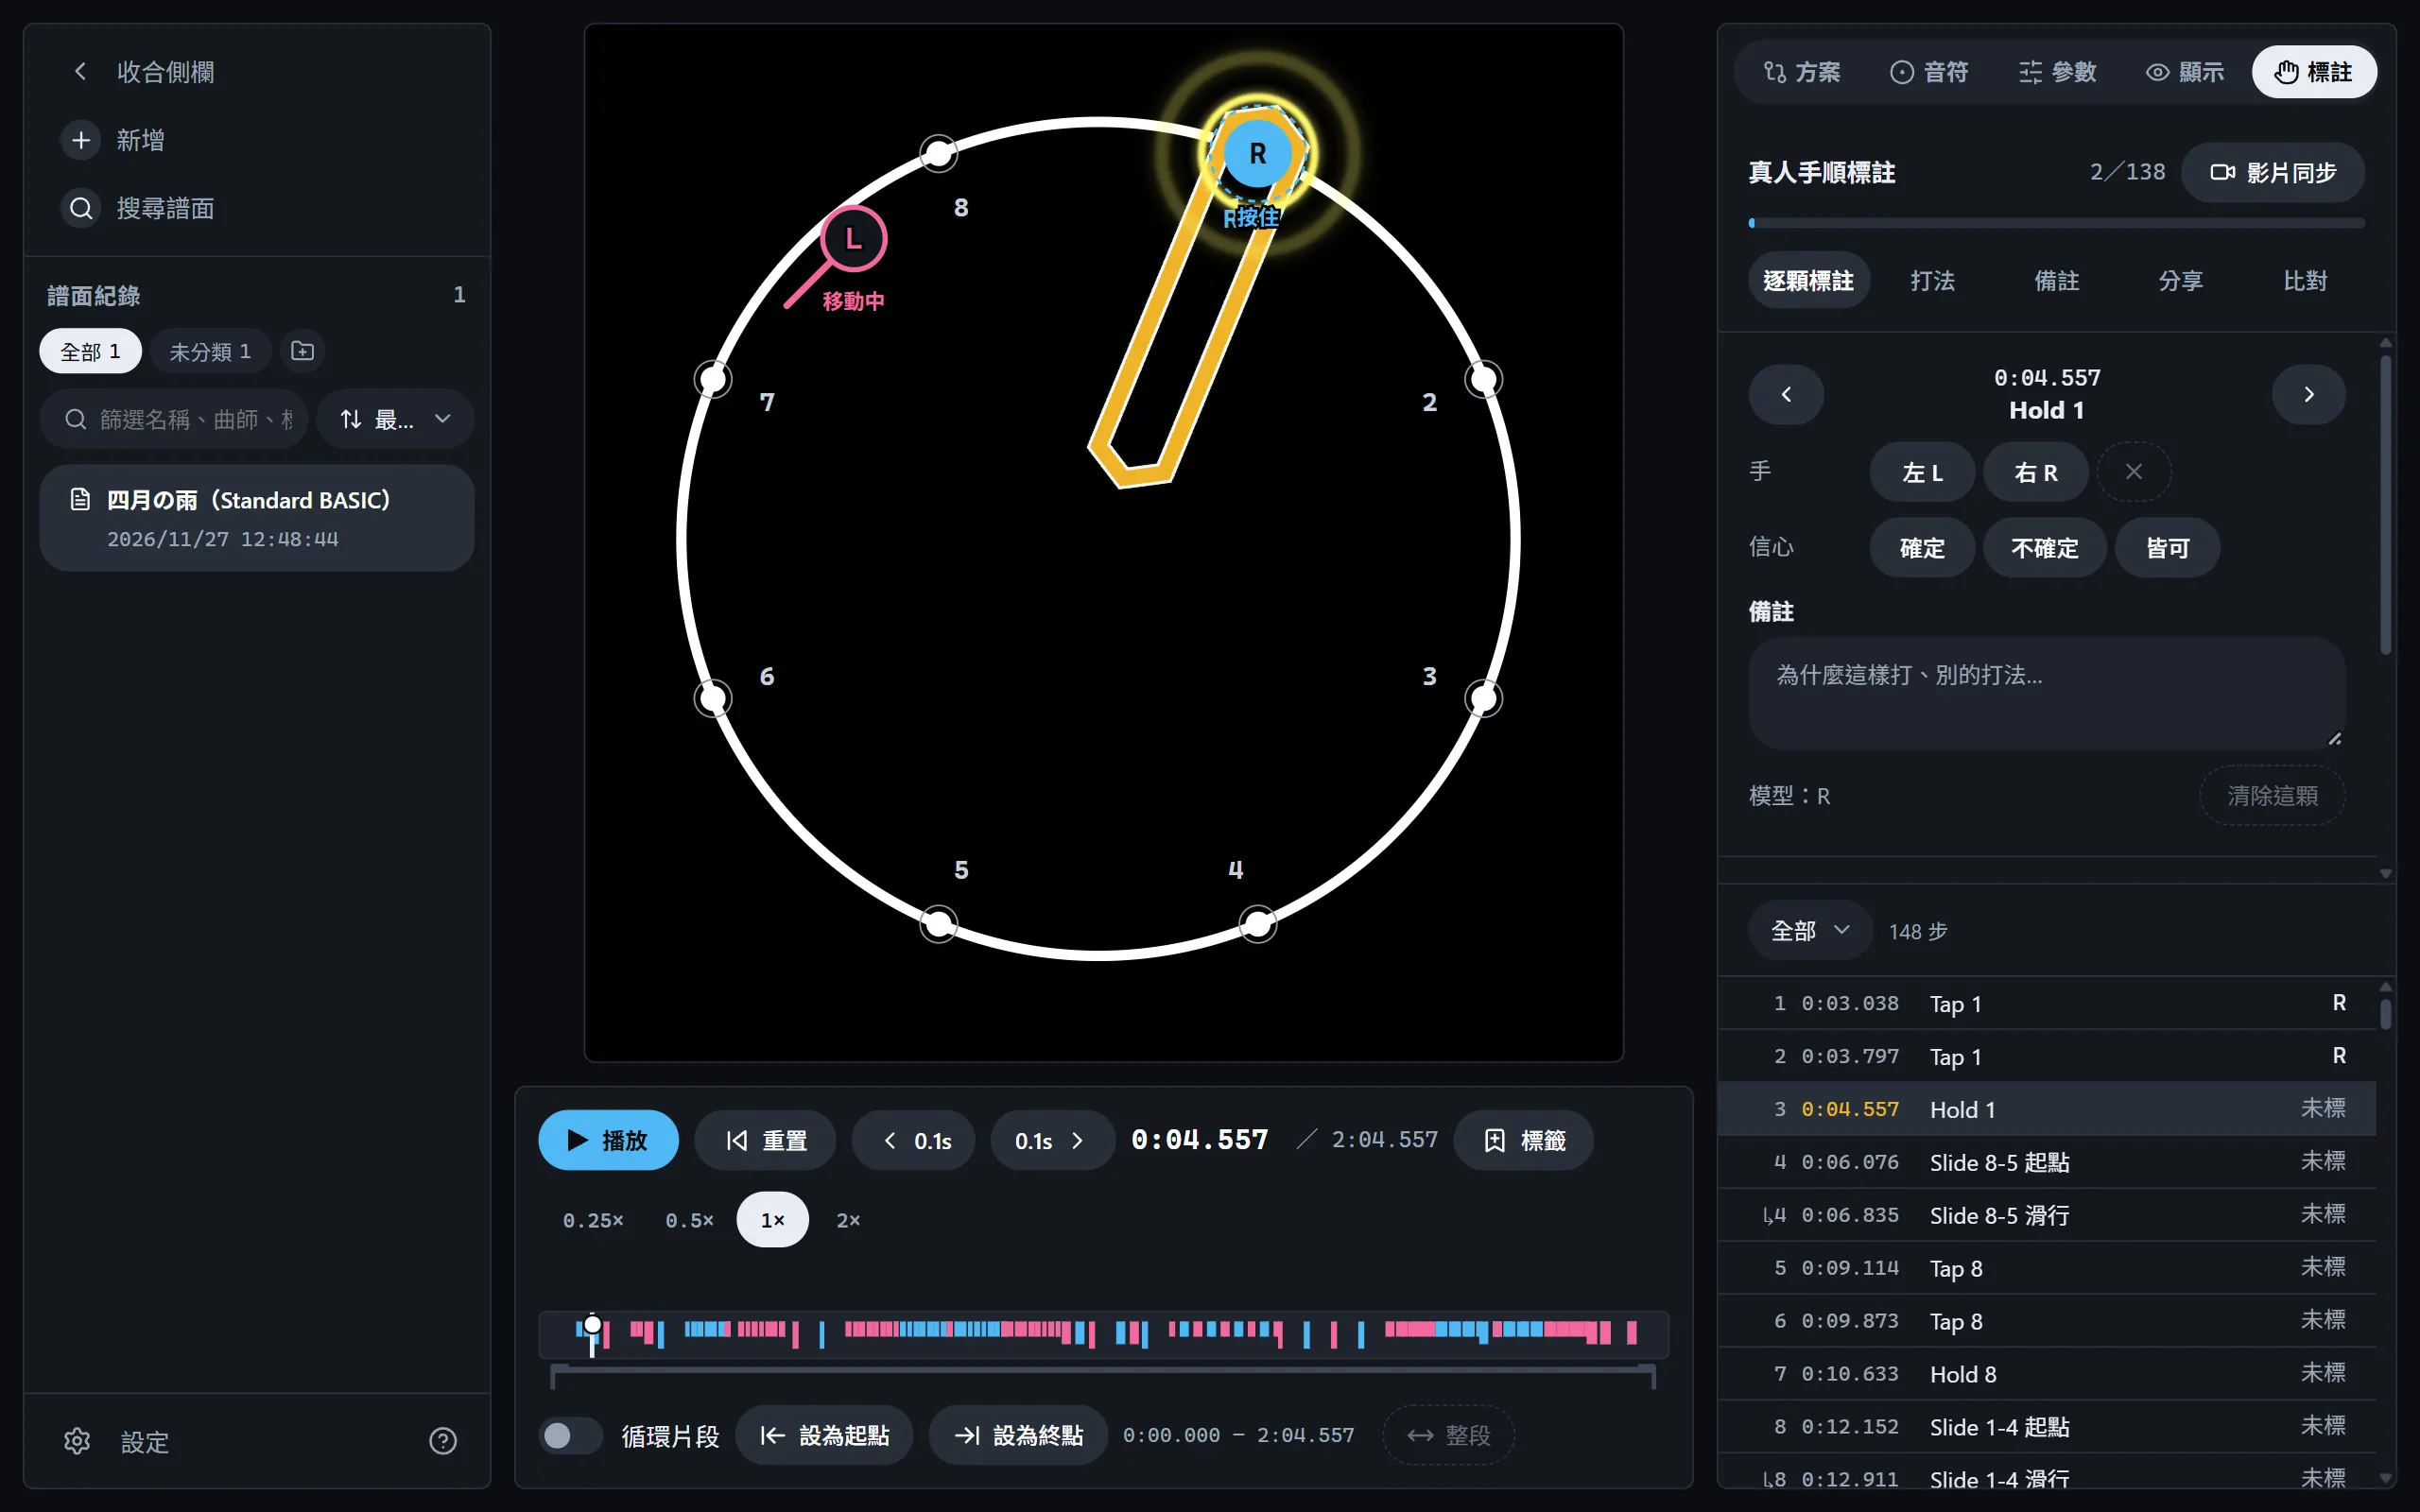 收合側欄
新增
搜尋譜面
譜面紀錄 1
全部 1 未分類 1
篩選名稱、曲師、 最...
四月の雨（Standard BASIC）
2026/11/27 12:48:44
設定
R
R按住
L
移動中
8
7
2
6
3
5
4
播放 重置 0.1s 0.1s 0:04.557 ／ 2:04.557 標籤
0.25× 0.5× 1× 2×
循環片段 設為起點 設為終點 0:00.000 – 2:04.557 整段
方案 音符 參數 顯示 標註
真人手順標註 2／138 影片同步
逐顆標註 打法 備註 分享 比對
0:04.557
Hold 1
手 左 L 右 R
信心 確定 不確定 皆可
備註
為什麼這樣打、別的打法...
模型：R 清除這顆
全部 148 步
1 0:03.038 Tap 1 R
2 0:03.797 Tap 1 R
3 0:04.557 Hold 1 未標
4 0:06.076 Slide 8-5 起點 未標
↳4 0:06.835 Slide 8-5 滑行 未標
5 0:09.114 Tap 8 未標
6 0:09.873 Tap 8 未標
7 0:10.633 Hold 8 未標
8 0:12.152 Slide 1-4 起點 未標
↳8 0:12.911 Slide 1-4 滑行 未標